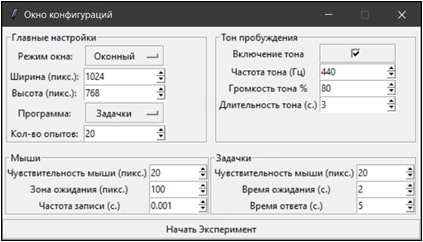 Окно конфигураций
Главные настройки
Режим окна: Оконный
Ширина (пикс.): 1024
Высота (пикс.): 768
Программа: Задачки
Кол-во опытов: 20
Тон пробуждения
Включение тона
Частота тона (Гц) 440
Громкость тона % 80
Длительность тона (с.) 3
Мыши
Чувствительность мыши (пикс.) 20
Зона ожидания (пикс.) 100
Частота записи (с.) 0.001
Задачки
Чувствительность мыши (пикс.) 20
Время ожидания (с.) 2
Время ответа (с.) 5
Начать Эксперимент